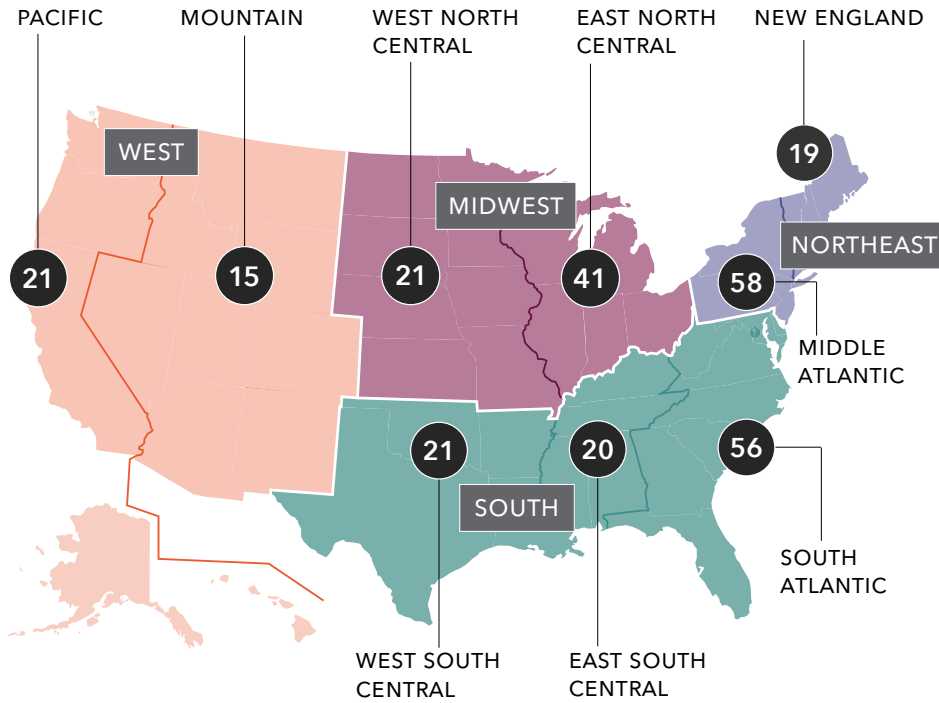 PACIFIC
MOUNTAIN
WEST NORTH
CENTRAL
EAST NORTH
CENTRAL
NEW ENGLAND
WEST
19
MIDWEST
NORTHEAST
21
15
21
41
58
MIDDLE
ATLANTIC
21
20
56
SOUTH
SOUTH
ATLANTIC
WEST SOUTH
CENTRAL
EAST SOUTH
CENTRAL